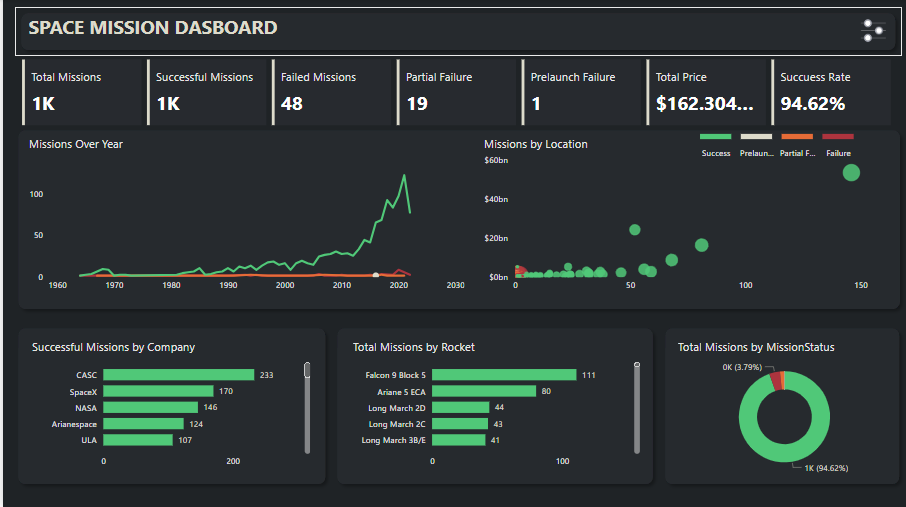 SPACE MISSION DASBOARD
Total Missions
1K
Successful Missions
1K
Failed Missions
48
Partial Failure
19
Prelaunch Failure
1
Total Price
$162.304...
Succuess Rate
94.62%
Missions Over Year
100
50
0
1960 1970 1980 1990 2000 2010 2020 2030
Missions by Location
Success Prelaun... Partial F... Failure
$60bn
$40bn
$20bn
$0bn
0 50 100 150
Successful Missions by Company
CASC 233
SpaceX 170
NASA 146
Arianespace 124
ULA 107
0 200
Total Missions by Rocket
Falcon 9 Block 5 111
Ariane 5 ECA 80
Long March 2D 44
Long March 2C 43
Long March 3B/E 41
0 100
Total Missions by MissionStatus
0K (3.79%)
1K (94.62%)